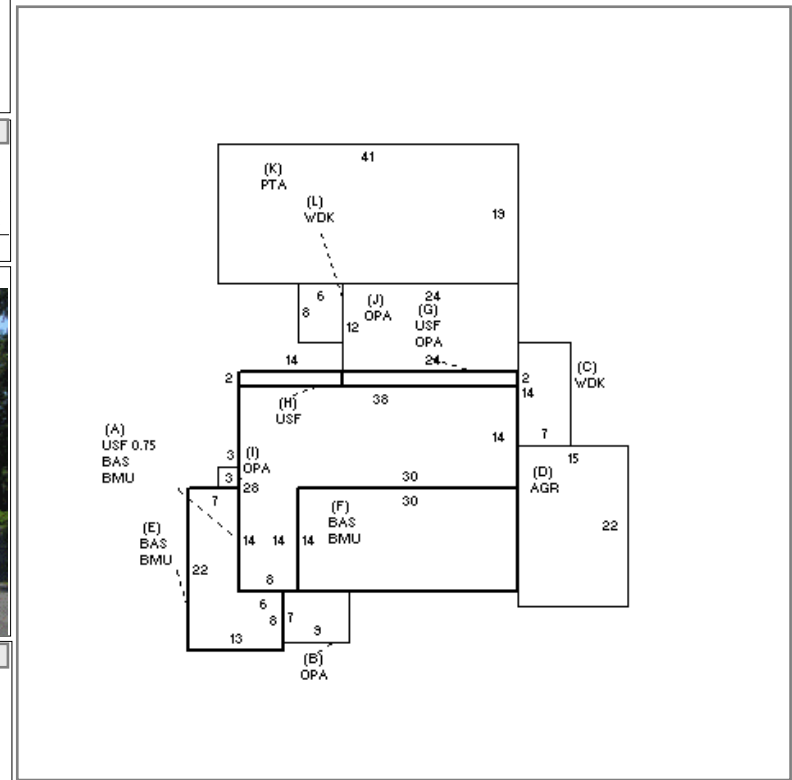 41
(K)
PTA
(L)
WDK
19
6
8
(J)
OPA
24
(G)
USF
OPA
12
14
24
2
2
(C)
WDK
14
38
(H)
USF
14
7
(A)
USF 0.75
BAS
BMU
3
3
(I)
OPA
28
15
(D)
AGR
22
30
30
7
(E)
BAS
BMU
22
(F)
BAS
BMU
14
14
14
8
6
8
7
9
13
(B)
OPA